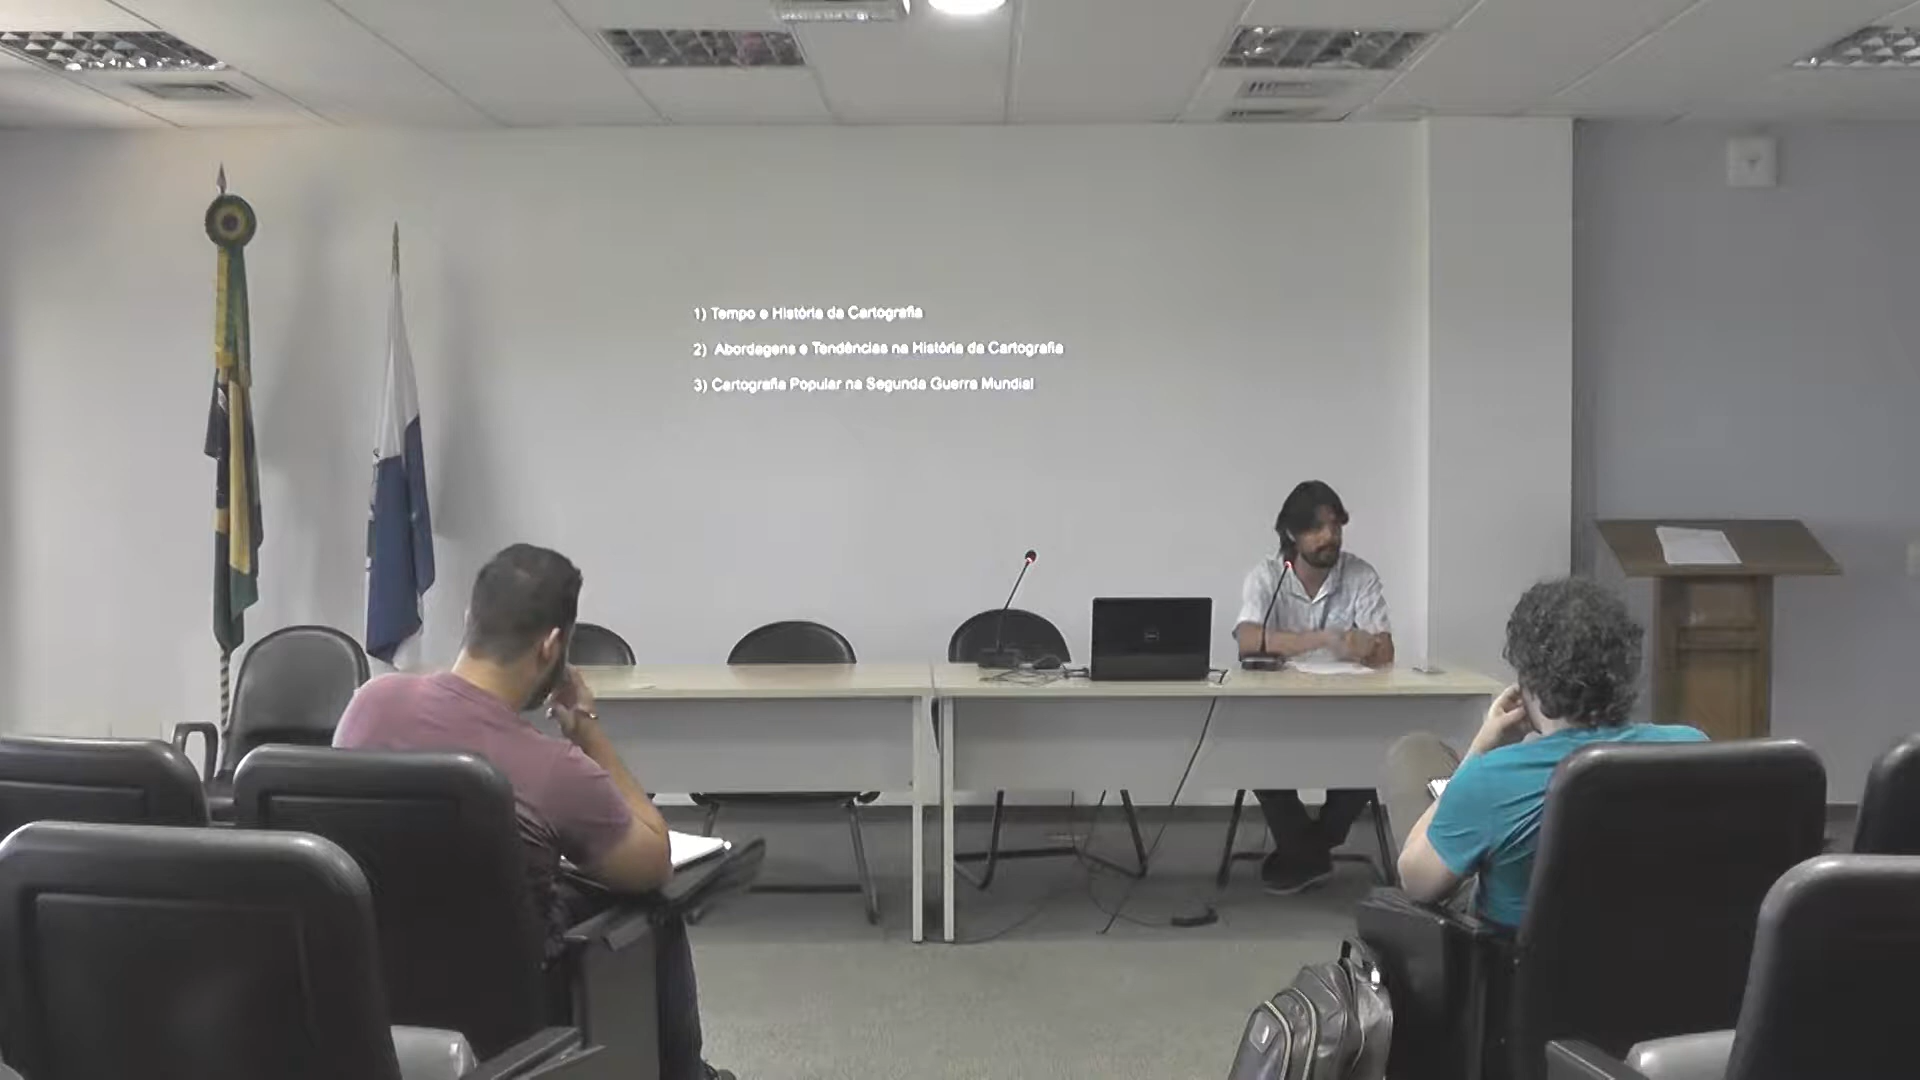 1) Tempo e História da Cartografia
2) Abordagens e Tendências na História da Cartografia
3) Cartografia Popular na Segunda Guerra Mundial